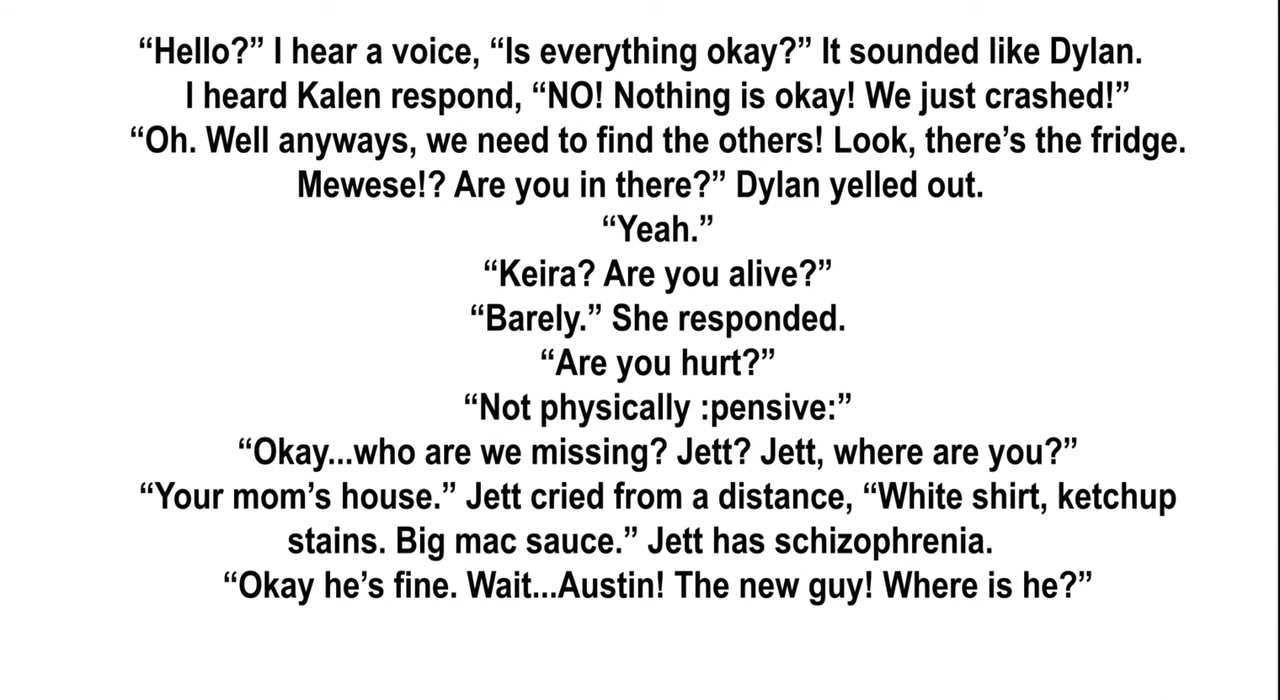 “Hello?” I hear a voice, “Is everything okay?” It sounded like Dylan.
I heard Kalen respond, “NO! Nothing is okay! We just crashed!”
“Oh. Well anyways, we need to find the others! Look, there’s the fridge.
Mewese!? Are you in there?” Dylan yelled out.
“Yeah.”
“Keira? Are you alive?”
“Barely.” She responded.
“Are you hurt?”
“Not physically :pensive:”
“Okay...who are we missing? Jett? Jett, where are you?”
“Your mom’s house.” Jett cried from a distance, “White shirt, ketchup
stains. Big mac sauce.” Jett has schizophrenia.
“Okay he’s fine. Wait...Austin! The new guy! Where is he?”